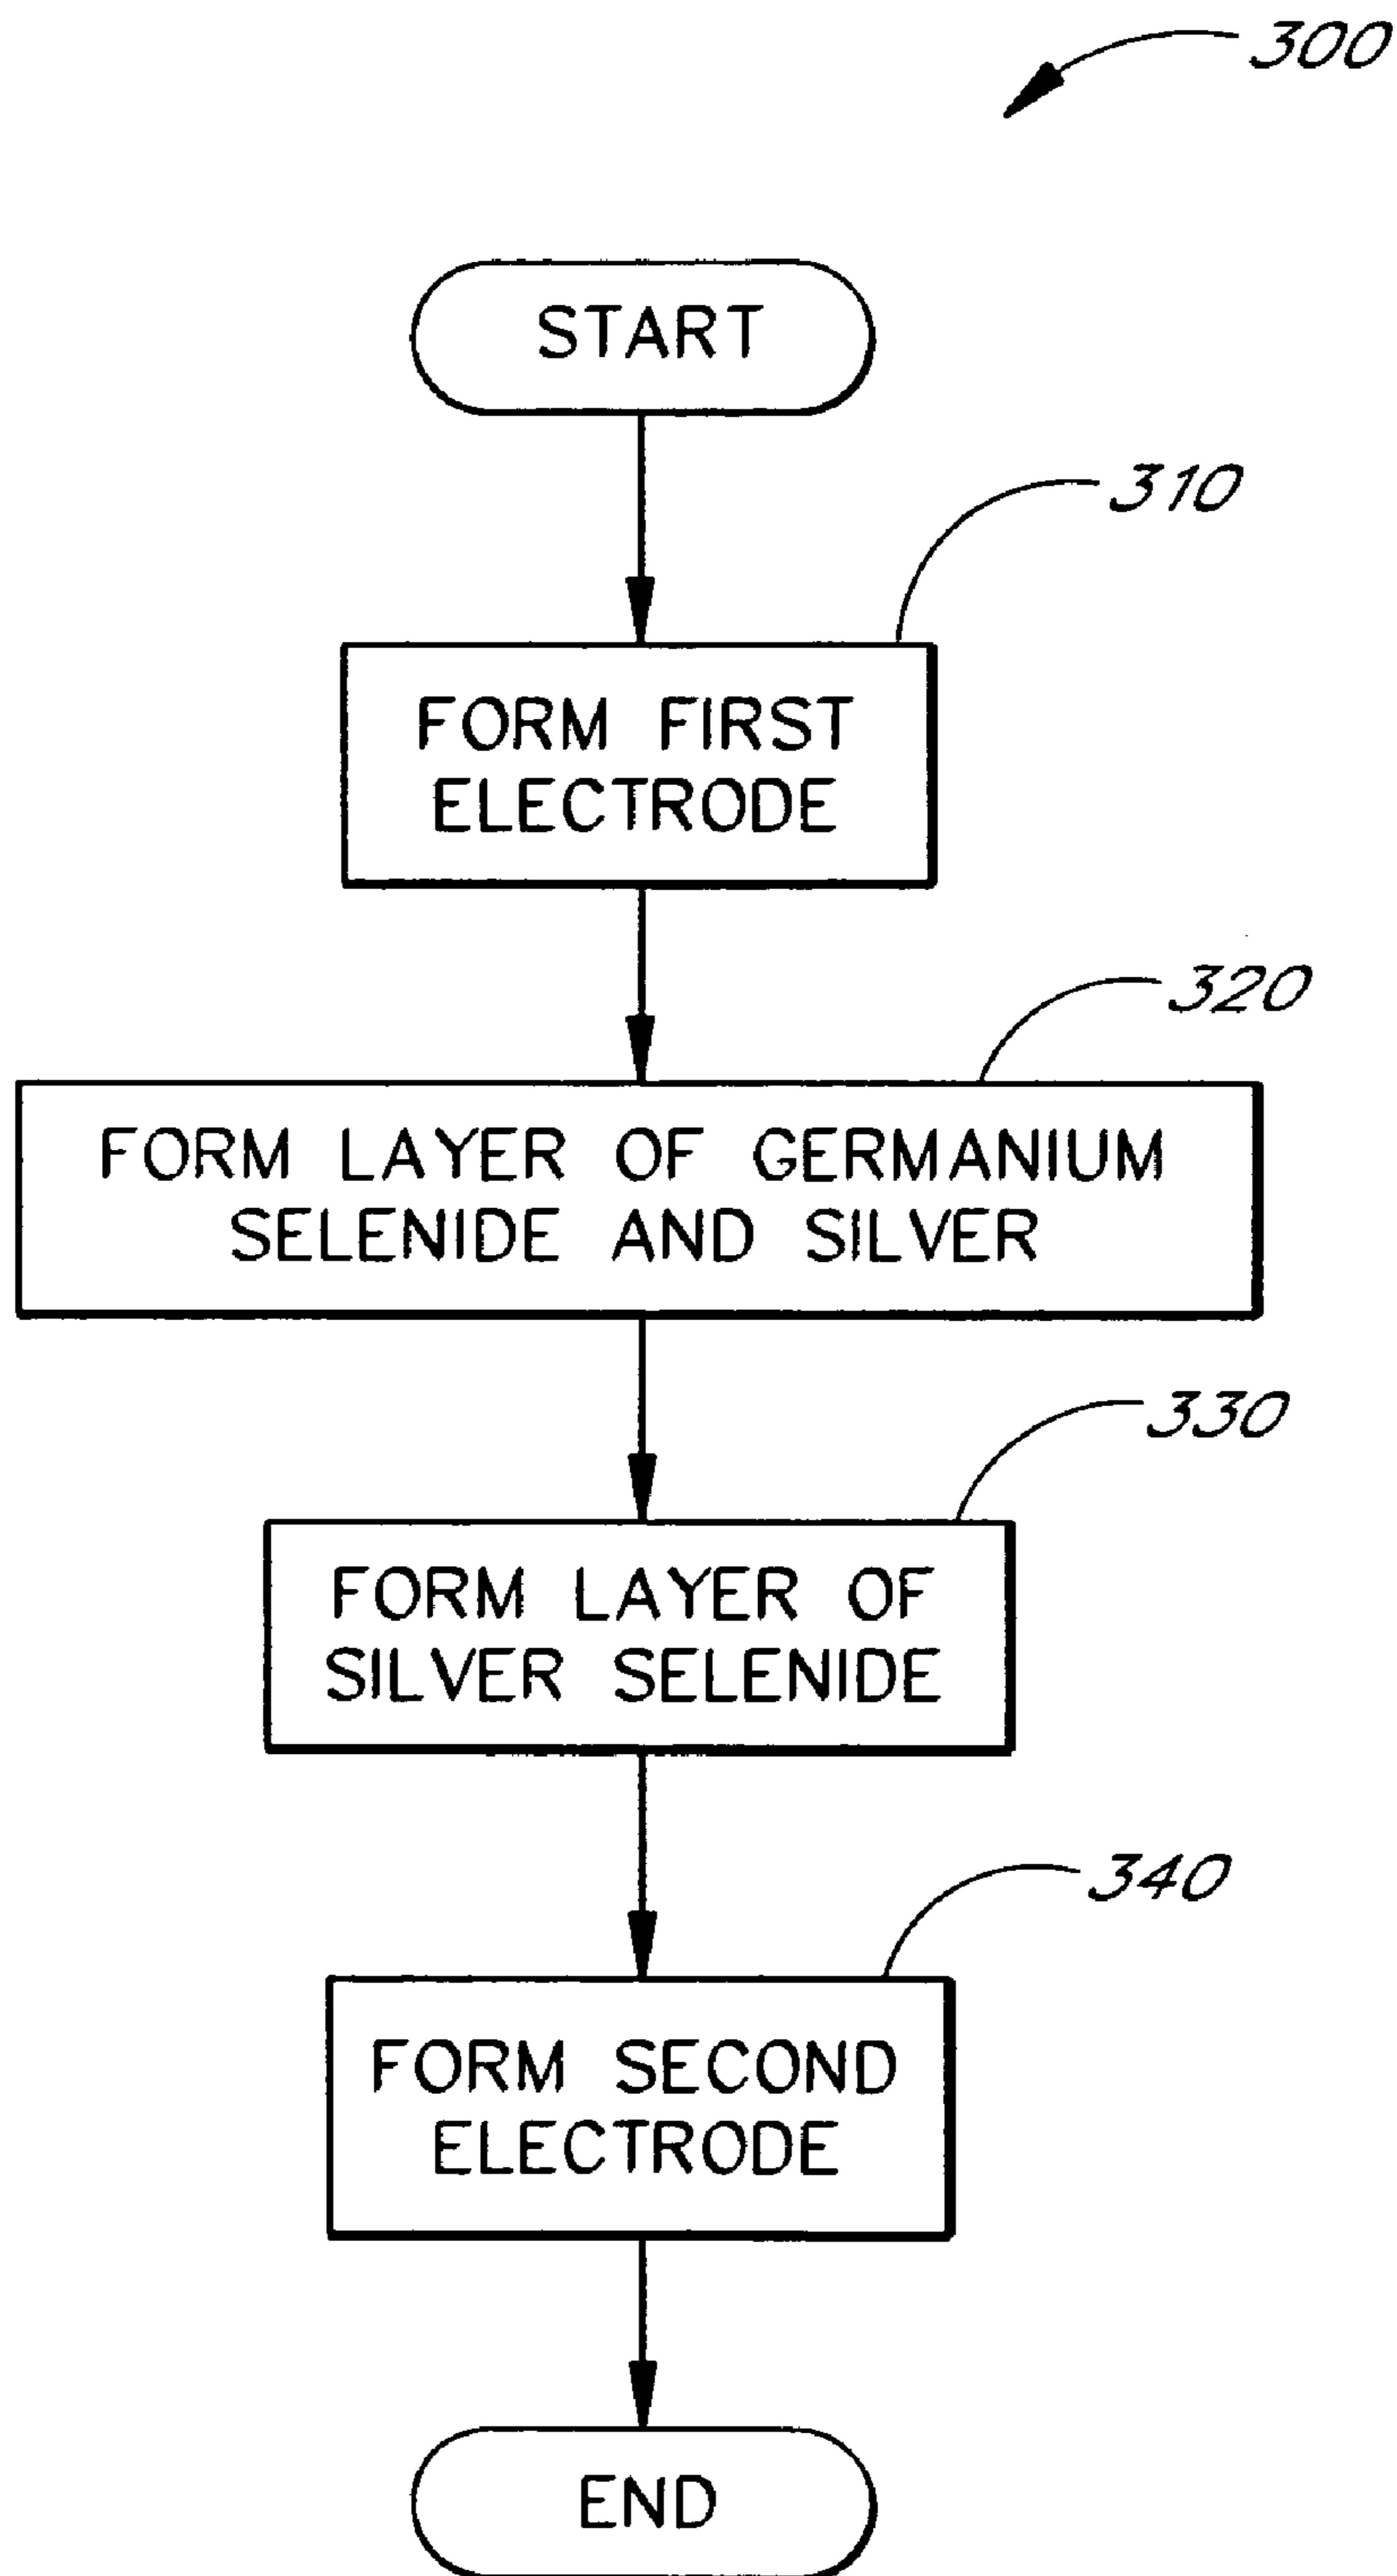 300
START
310
FORM FIRST
ELECTRODE
320
FORM LAYER OF GERMANIUM
SELENIDE AND SILVER
330
FORM LAYER OF
SILVER SELENIDE
340
FORM SECOND
ELECTRODE
END